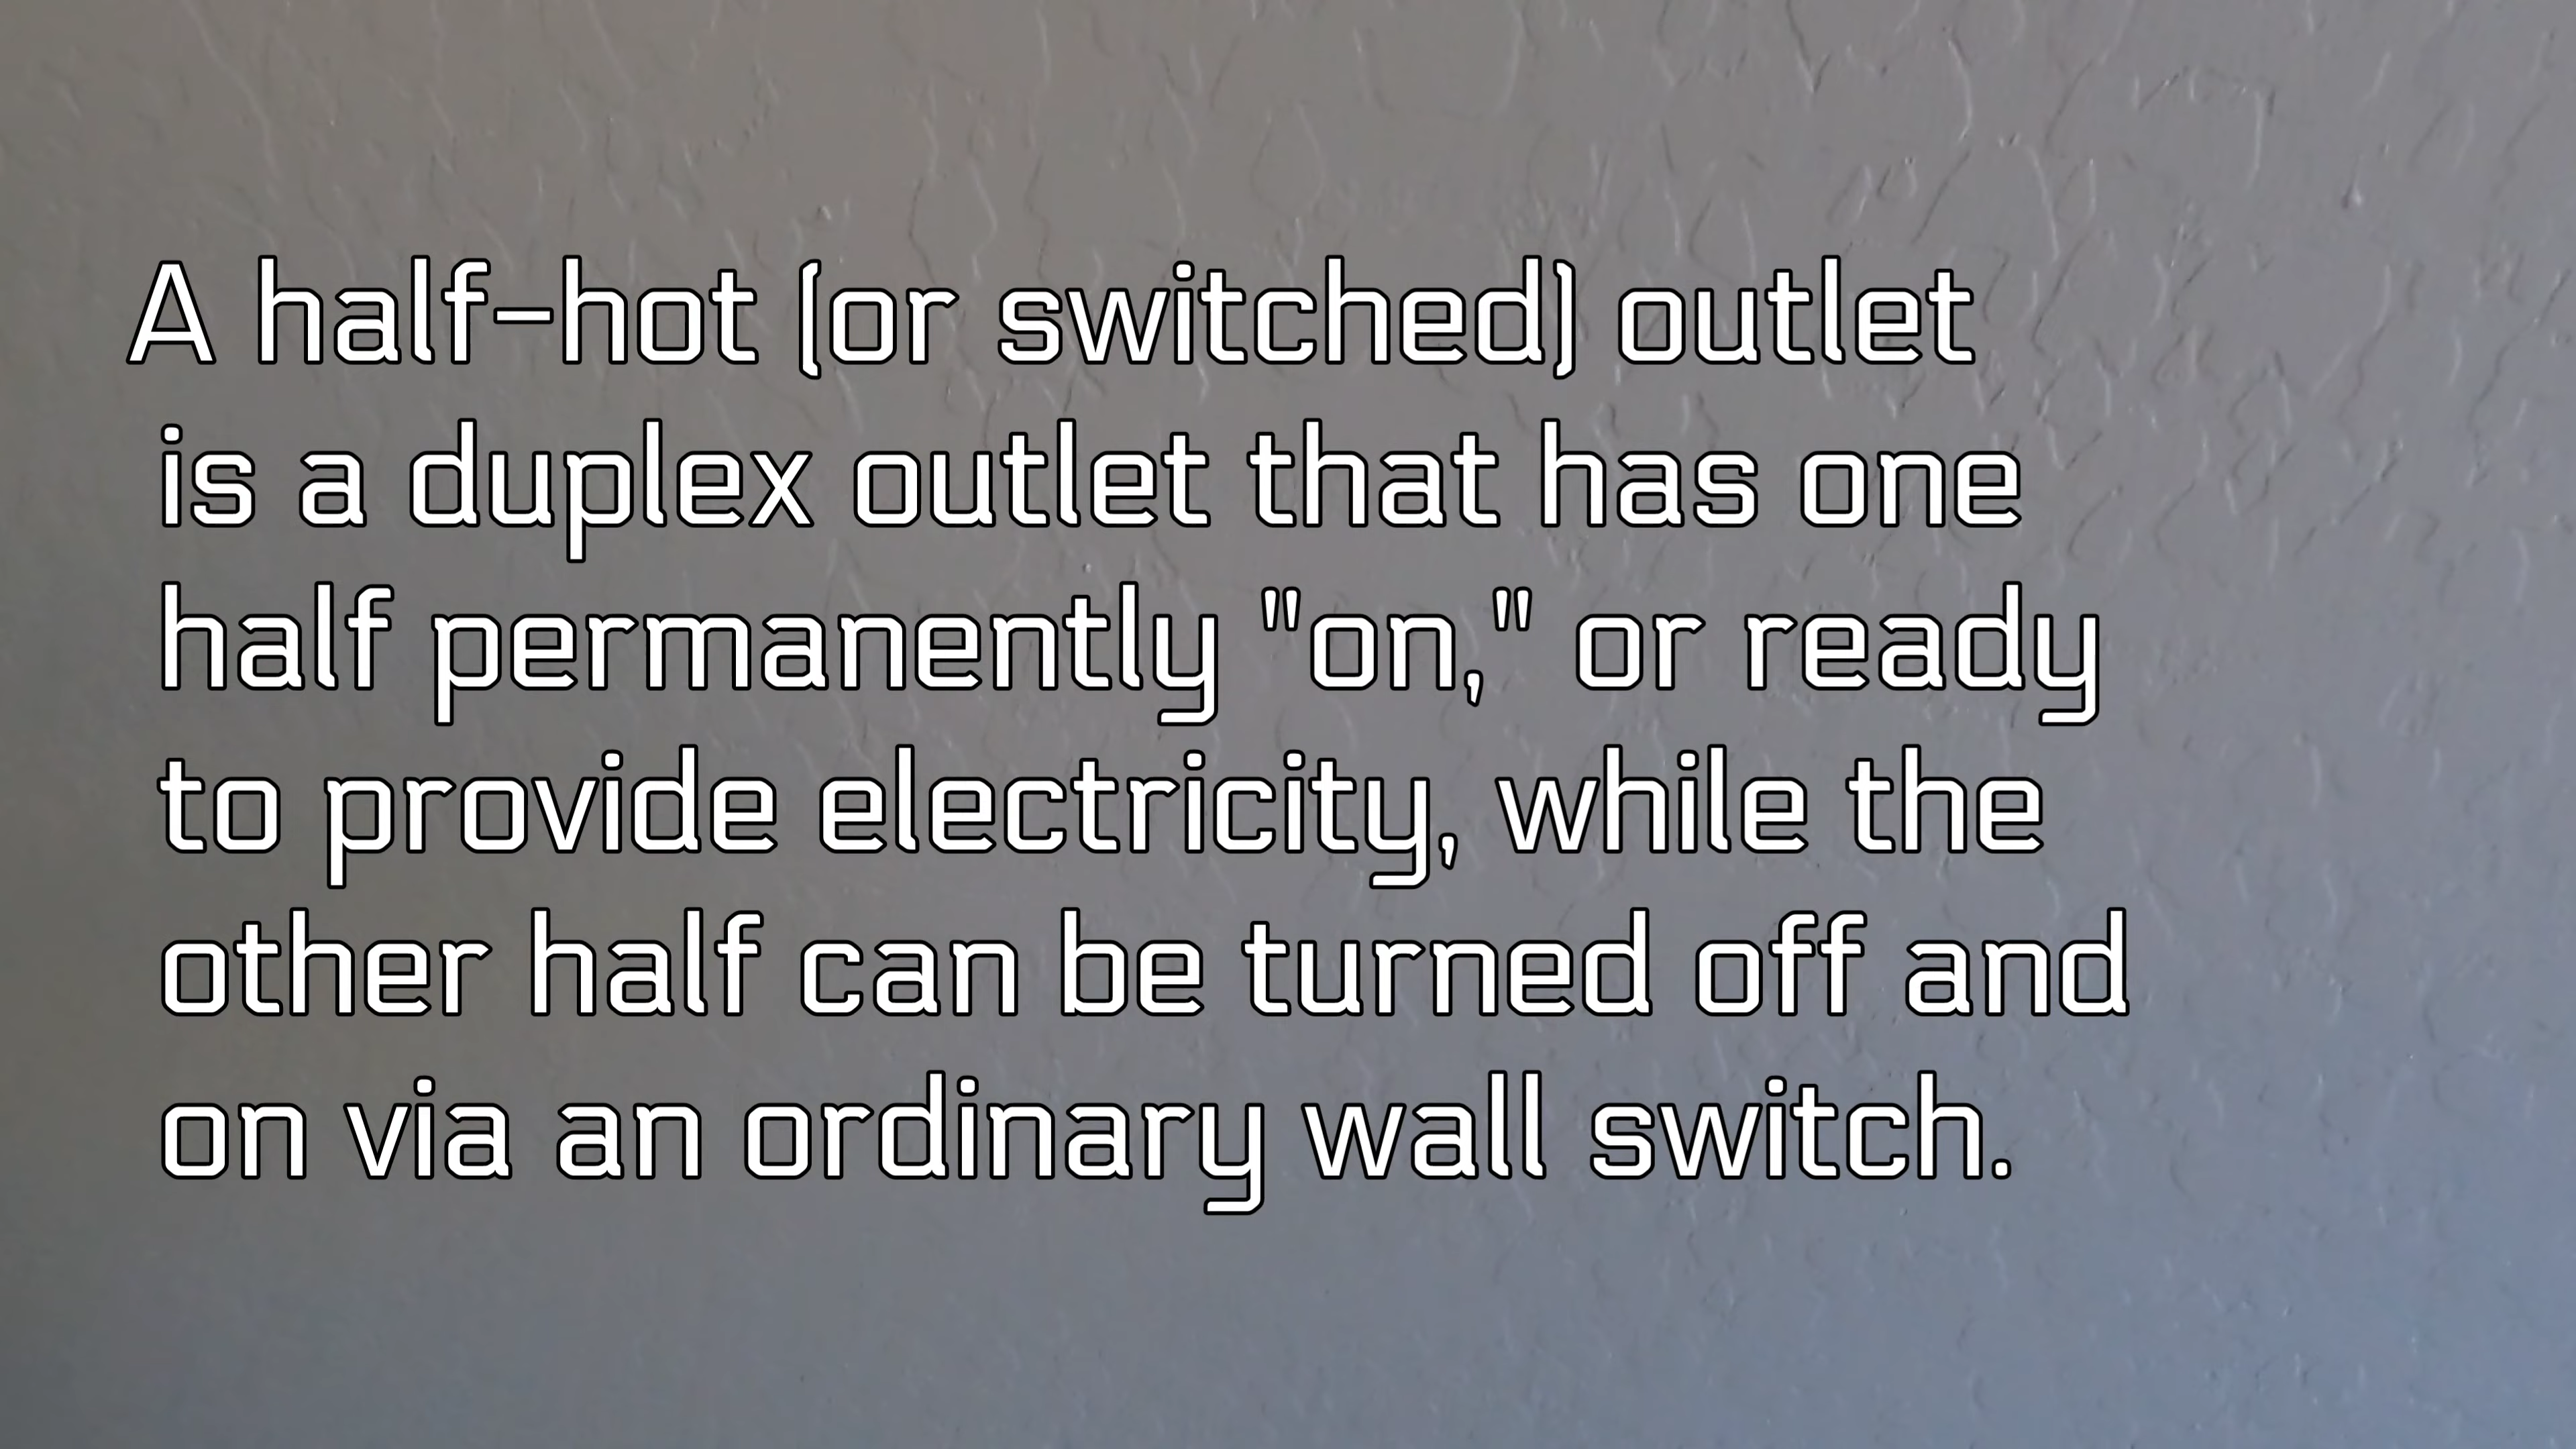 A half-hot (or switched) outlet
is a duplex outlet that has one
half permanently "on," or ready
to provide electricity, while the
other half can be turned off and
on via an ordinary wall switch.